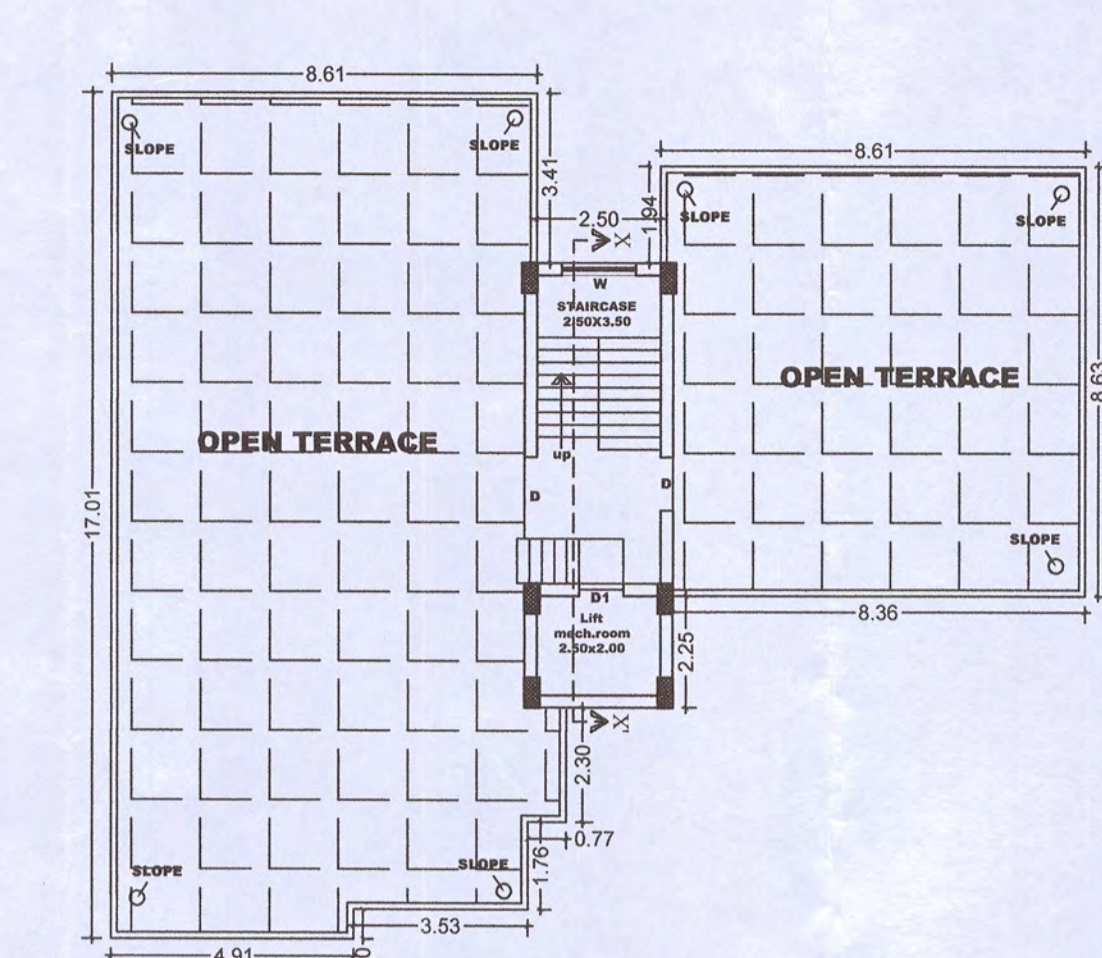 8.61
8.61
SLOPE
SLOPE
3.41
2.50
1.94
X
SLOPE
SLOPE
W
STAIRCASE
2.50X3.50
OPEN TERRACE
8.63
OPEN TERRACE
up
D
D
17.01
SLOPE
D1
Lift
mach.room
2.50x2.00
8.36
2.25
X
2.30
0.77
1.76
SLOPE
SLOPE
3.53
4.91